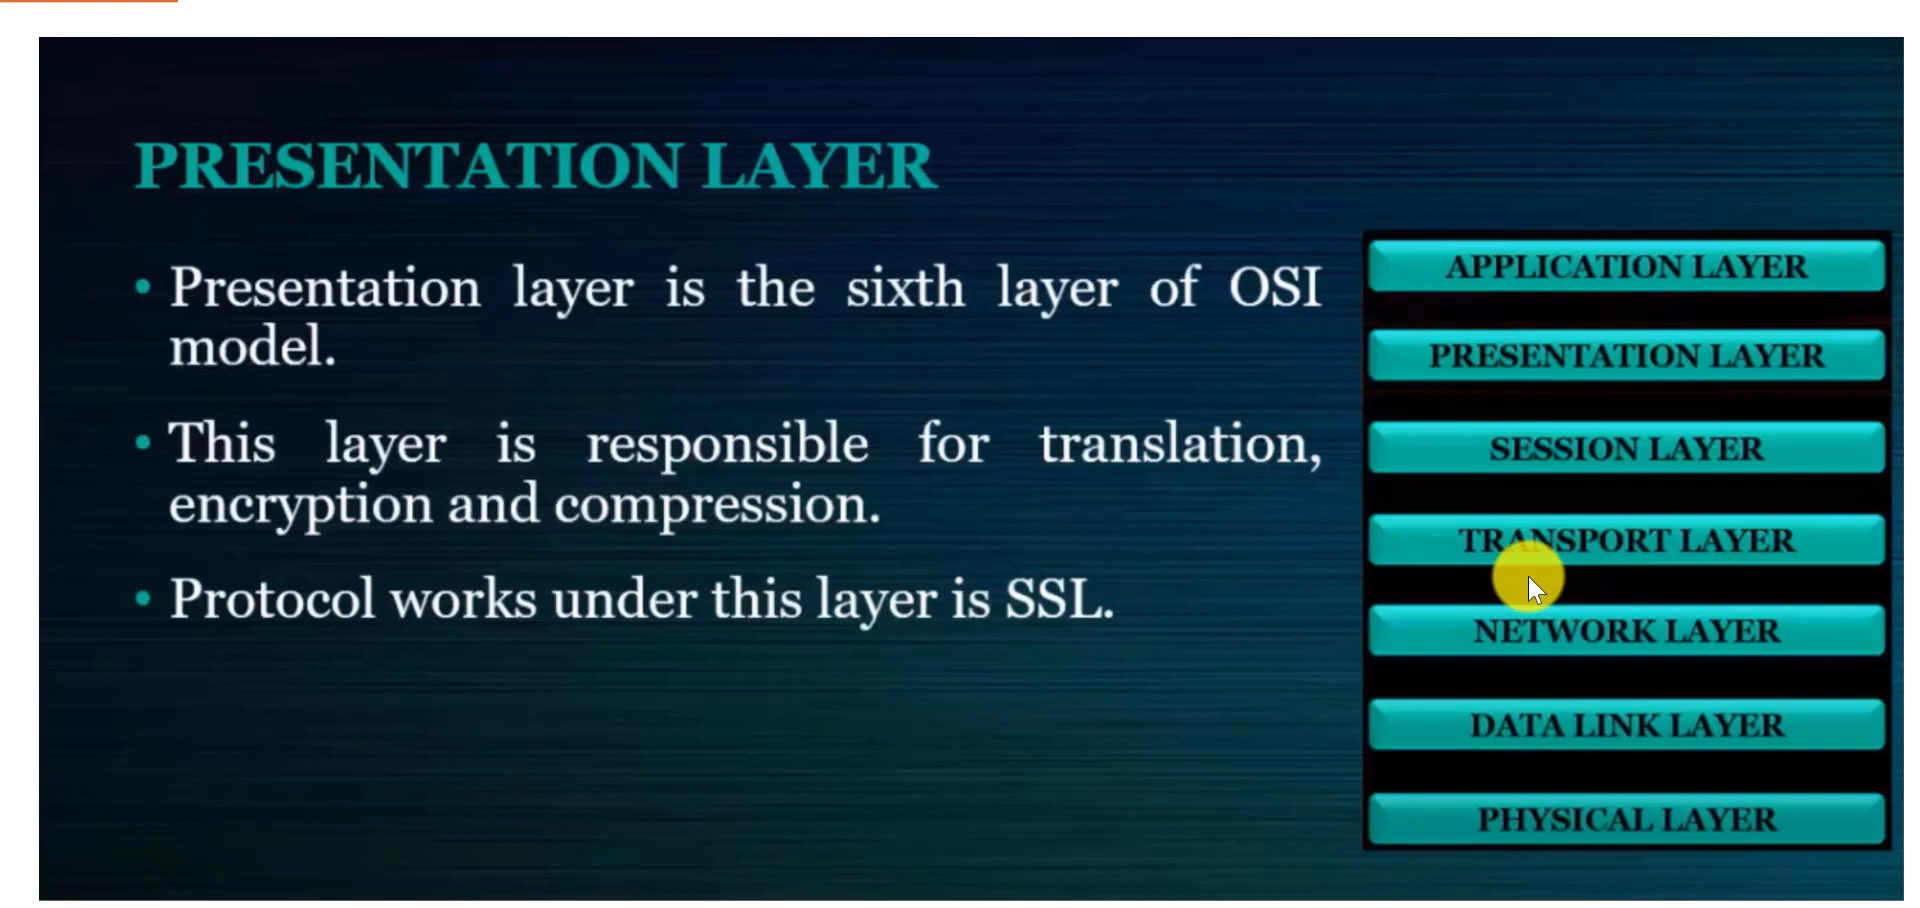 PRESENTATION LAYER
• Presentation layer is the sixth layer of OSI
model.
• This layer is responsible for translation,
encryption and compression.
• Protocol works under this layer is SSL.
APPLICATION LAYER
PRESENTATION LAYER
SESSION LAYER
TRANSPORT LAYER
NETWORK LAYER
DATA LINK LAYER
PHYSICAL LAYER